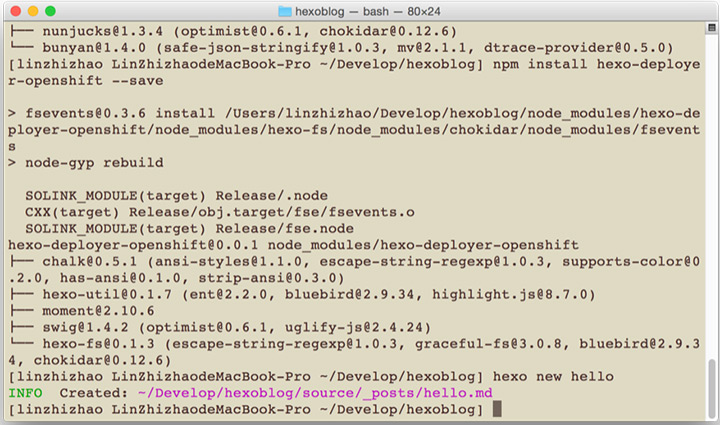 hexoblog — bash — 80×24
├── nunjucks@1.3.4 (optimist@0.6.1, chokidar@0.12.6)
└── bunyan@1.4.0 (safe-json-stringify@1.0.3, mv@2.1.1, dtrace-provider@0.5.0)
[linzhizhao LinZhizhaodeMacBook-Pro ~/Develop/hexoblog] npm install hexo-deploye
r-openshift --save
> fsevents@0.3.6 install /Users/linzhizhao/Develop/hexoblog/node_modules/hexo-de
ployer-openshift/node_modules/hexo-fs/node_modules/chokidar/node_modules/fsevent
s
> node-gyp rebuild
SOLINK_MODULE(target) Release/.node
CXX(target) Release/obj.target/fse/fsevents.o
SOLINK_MODULE(target) Release/fse.node
hexo-deployer-openshift@0.0.1 node_modules/hexo-deployer-openshift
├── chalk@0.5.1 (ansi-styles@1.1.0, escape-string-regexp@1.0.3, supports-color@0
.2.0, has-ansi@0.1.0, strip-ansi@0.3.0)
├── hexo-util@0.1.7 (ent@2.2.0, bluebird@2.9.34, highlight.js@8.7.0)
├── moment@2.10.6
├── swig@1.4.2 (optimist@0.6.1, uglify-js@2.4.24)
└── hexo-fs@0.1.3 (escape-string-regexp@1.0.3, graceful-fs@3.0.8, bluebird@2.9.3
4, chokidar@0.12.6)
[linzhizhao LinZhizhaodeMacBook-Pro ~/Develop/hexoblog] hexo new hello
INFO  Created: ~/Develop/hexoblog/source/_posts/hello.md
[linzhizhao LinZhizhaodeMacBook-Pro ~/Develop/hexoblog]